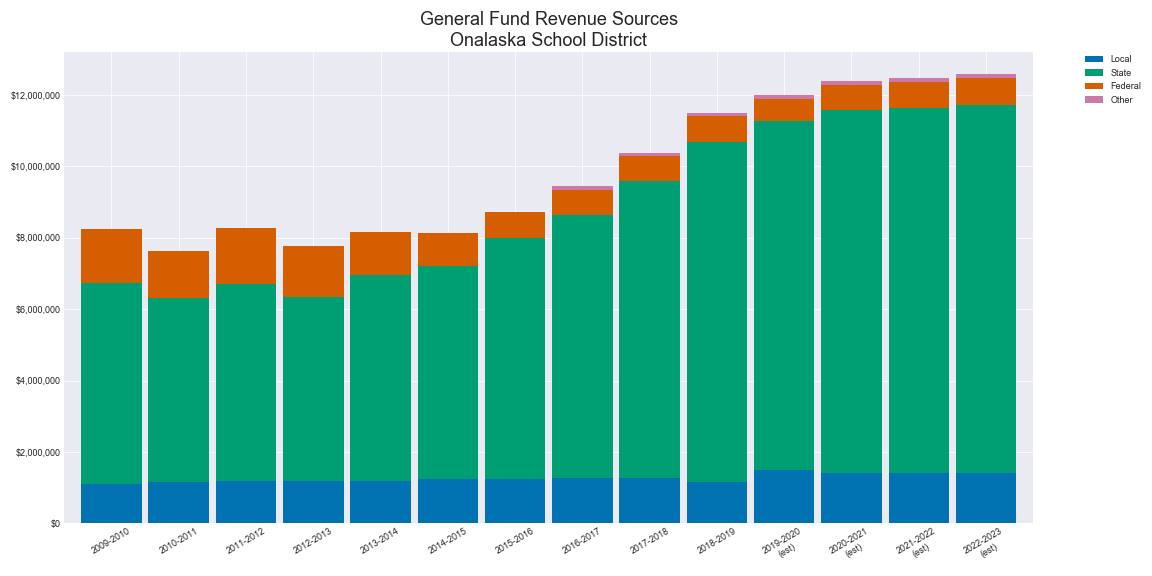 General Fund Revenue Sources
Onalaska School District
Local
State
Federal
Other
$12,000,000
$10,000,000
$8,000,000
$6,000,000
$4,000,000
$2,000,000
$0
2009-2010
2010-2011
2011-2012
2012-2013
2013-2014
2014-2015
2015-2016
2016-2017
2017-2018
2018-2019
2019-2020
(est)
2020-2021
(est)
2021-2022
(est)
2022-2023
(est)